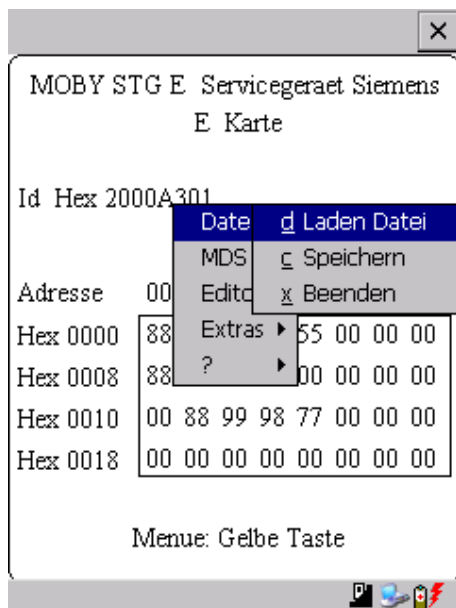 MOBY STG E Servicegeraet Siemens
E Karte
Id Hex 2000A301
Date
d Laden Datei
MDS
c Speichern
Adresse 00
Edito
x Beenden
Extras
Hex 0000 88 55 00 00 00
?
Hex 0008 88 00 00 00 00
Hex 0010 00 88 99 98 77 00 00 00
Hex 0018 00 00 00 00 00 00 00 00
Menue: Gelbe Taste